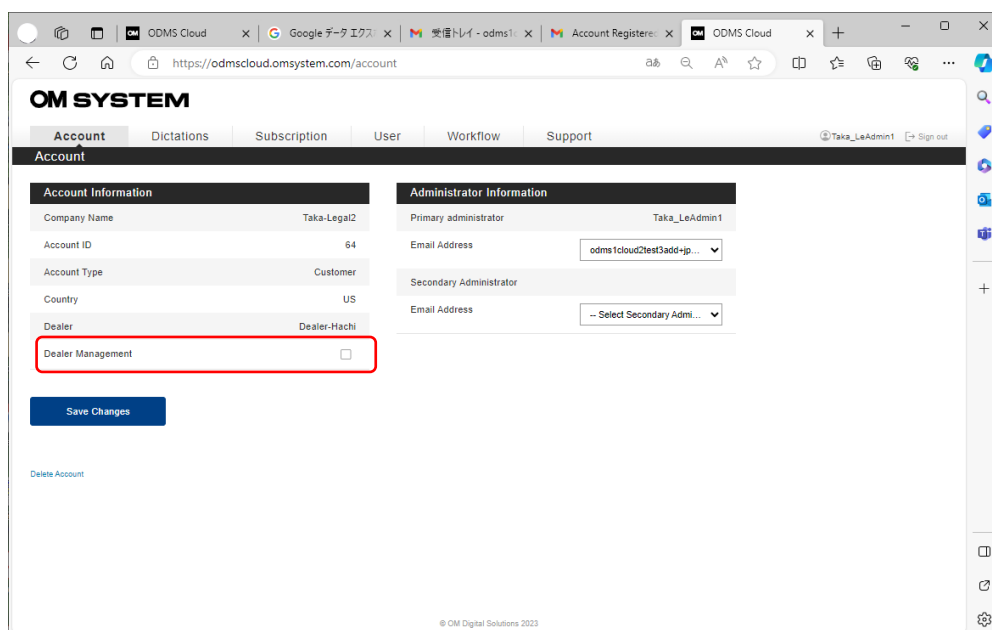 ODMS Cloud
Google データ エクス
受信トレイ - odms1c
Account Registered
OM ODMS Cloud
https://odmscloud.omsystem.com/account
OM SYSTEM
Account Dictations Subscription User Workflow Support Taka_LeAdmin1 Sign out
Account
Account Information
Company Name Taka-Legal2
Account ID 64
Account Type Customer
Country US
Dealer Dealer-Hachi
Dealer Management
Administrator Information
Primary administrator Taka_LeAdmin1
Email Address odms1cloud2test3add+jp...
Secondary Administrator
Email Address -- Select Secondary Admi...
Save Changes
Delete Account
© OM Digital Solutions 2023